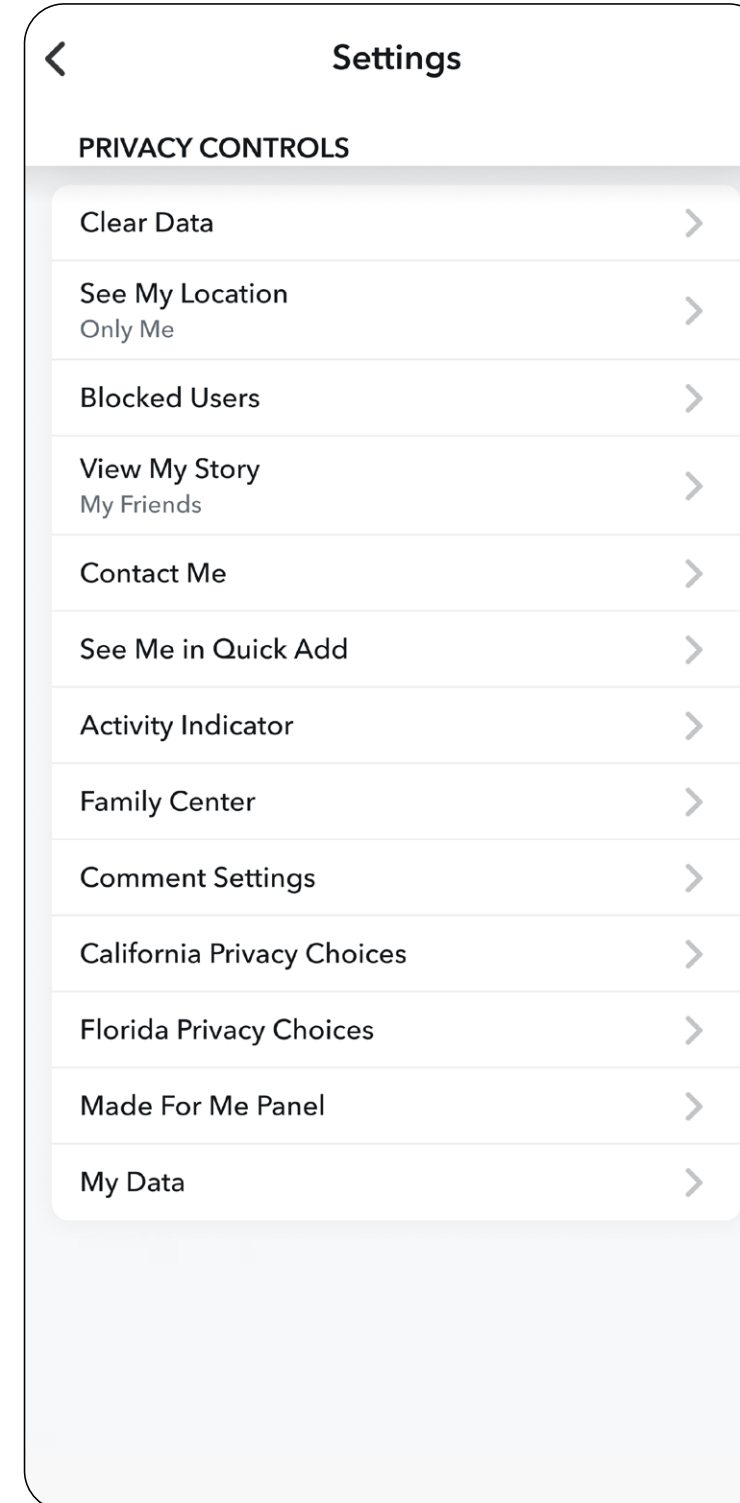 Settings
PRIVACY CONTROLS
Clear Data
See My Location
Only Me
Blocked Users
View My Story
My Friends
Contact Me
See Me in Quick Add
Activity Indicator
Family Center
Comment Settings
California Privacy Choices
Florida Privacy Choices
Made For Me Panel
My Data